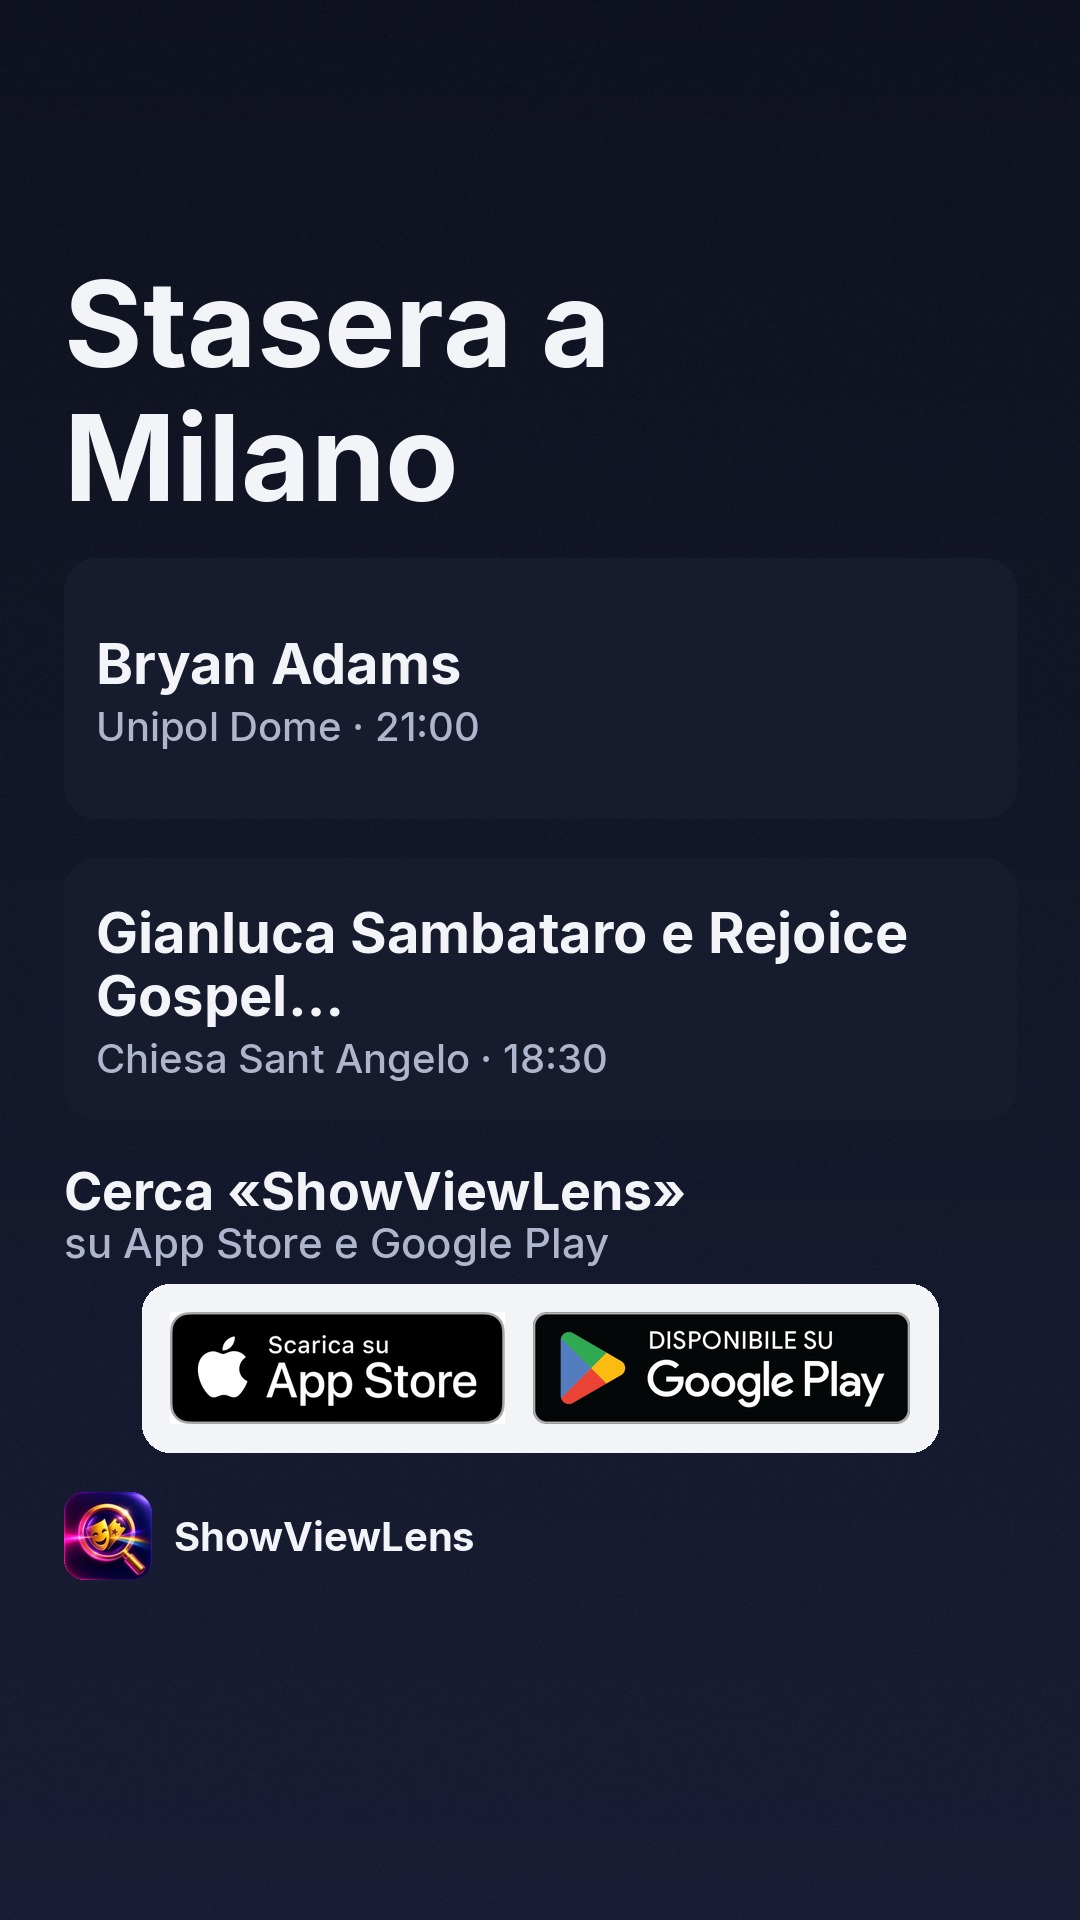 Stasera a
Milano
Bryan Adams
Unipol Dome · 21:00
Gianluca Sambataro e Rejoice
Gospel...
Chiesa Sant Angelo · 18:30
Cerca «ShowViewLens»
su App Store e Google Play
Scarica su
App Store
DISPONIBILE SU
Google Play
ShowViewLens